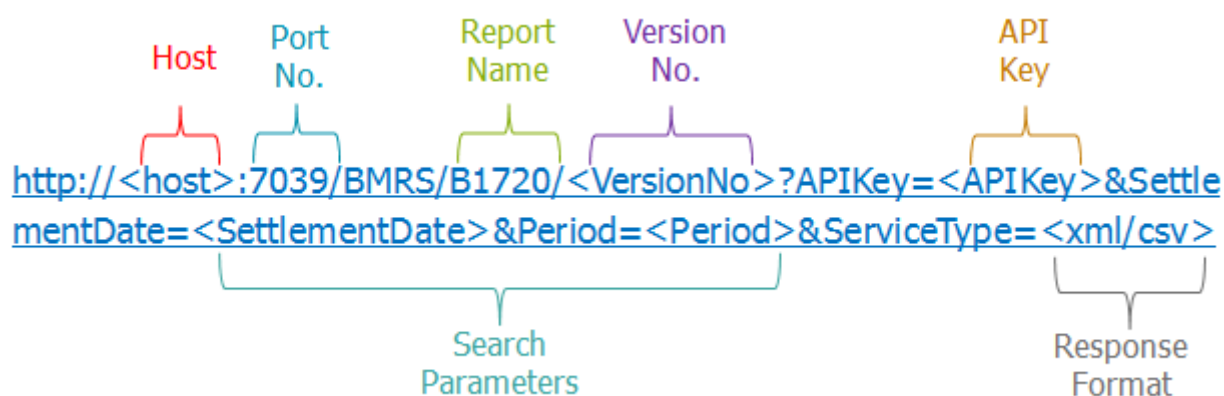 Host
Port
No.
Report
Name
Version
No.
API
Key
http://<host>:7039/BMRS/B1720/<VersionNo>?APIKey=<APIKey>&Settle
mentDate=<SettlementDate>&Period=<Period>&ServiceType=<xml/csv>
Search
Parameters
Response
Format